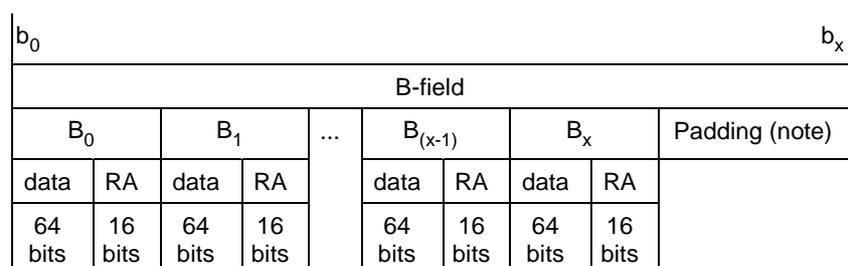 b0 bx
B-field
B0 B1 ... B(x-1) Bx Padding (note)
data RA data RA data RA data RA
64 16 64 16 64 16 64 16
bits bits bits bits bits bits bits bits